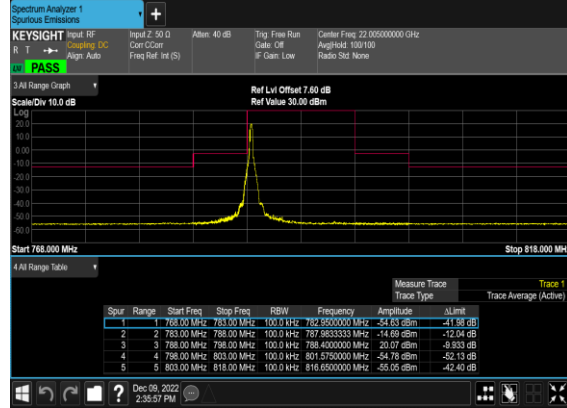 Spectrum Analyzer 1
Spurious Emissions
KEYSIGHT Input: RF Input Z: 50 Ω Atten: 40 dB Trig: Free Run Center Freq: 22.005000000 GHz
R T Coupling: DC Corr CCorr Gate: Off Avg|Hold: 100/100
Align: Auto Freq Ref: Int (S) IF Gain: Low Radio Std: None
LW PASS
3 All Range Graph
Ref Lvl Offset 7.60 dB
Scale/Div 10.0 dB Ref Value 30.00 dBm
Log
20.0
10.0
0.00
-10.0
-20.0
-30.0
-40.0
-50.0
-60.0
Start 768.000 MHz Stop 818.000 MHz
4 All Range Table
Measure Trace Trace 1
Trace Type Trace Average (Active)
Spur Range Start Freq Stop Freq RBW Frequency Amplitude ΔLimit
1 1 768.00 MHz 783.00 MHz 100.0 kHz 782.9500000 MHz -54.63 dBm -41.98 dB
2 2 783.00 MHz 788.00 MHz 100.0 kHz 787.9833333 MHz -14.69 dBm -12.04 dB
3 3 788.00 MHz 798.00 MHz 100.0 kHz 788.4000000 MHz 20.07 dBm -9.933 dB
4 4 798.00 MHz 803.00 MHz 100.0 kHz 801.5750000 MHz -54.78 dBm -52.13 dB
5 5 803.00 MHz 818.00 MHz 100.0 kHz 816.6500000 MHz -55.05 dBm -42.40 dB
? Dec 09, 2022
2:35:57 PM